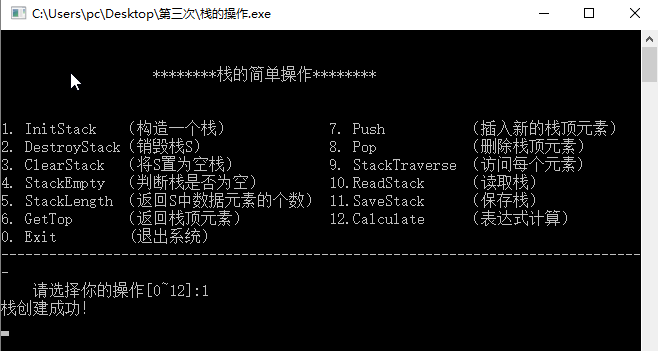 C:\Users\pc\Desktop\第三次\栈的操作.exe
********栈的简单操作********
1. InitStack （构造一个栈） 7. Push （插入新的栈顶元素）
2. DestroyStack（销毁栈S） 8. Pop （删除栈顶元素）
3. ClearStack （将S置为空栈） 9. StackTraverse （访问每个元素）
4. StackEmpty （判断栈是否为空） 10.ReadStack （读取栈）
5. StackLength （返回S中数据元素的个数） 11.SaveStack （保存栈）
6. GetTop （返回栈顶元素） 12.Calculate （表达式计算）
0. Exit （退出系统）
--------------------------------------------------------------------------------
-
请选择你的操作[0~12]:1
栈创建成功!